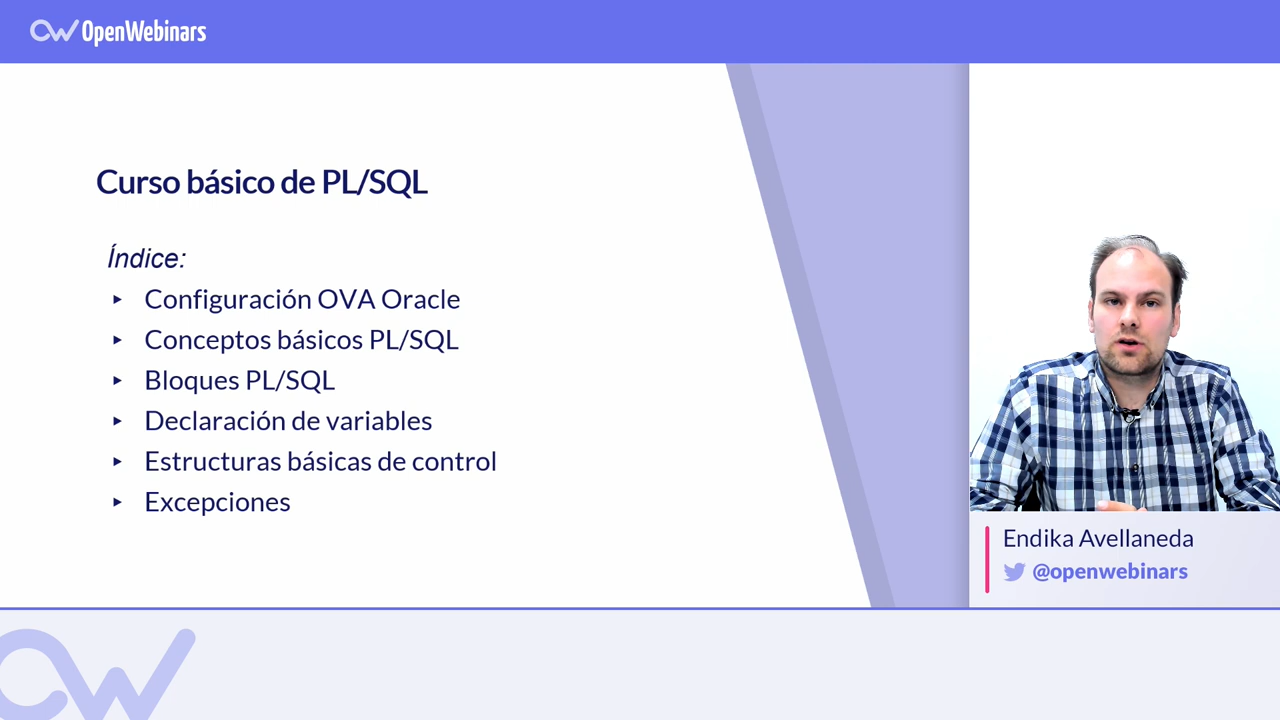 OpenWebinars
Curso básico de PL/SQL
Índice:
‣ Configuración OVA Oracle
‣ Conceptos básicos PL/SQL
‣ Bloques PL/SQL
‣ Declaración de variables
‣ Estructuras básicas de control
‣ Excepciones
Endika Avellaneda
@openwebinars